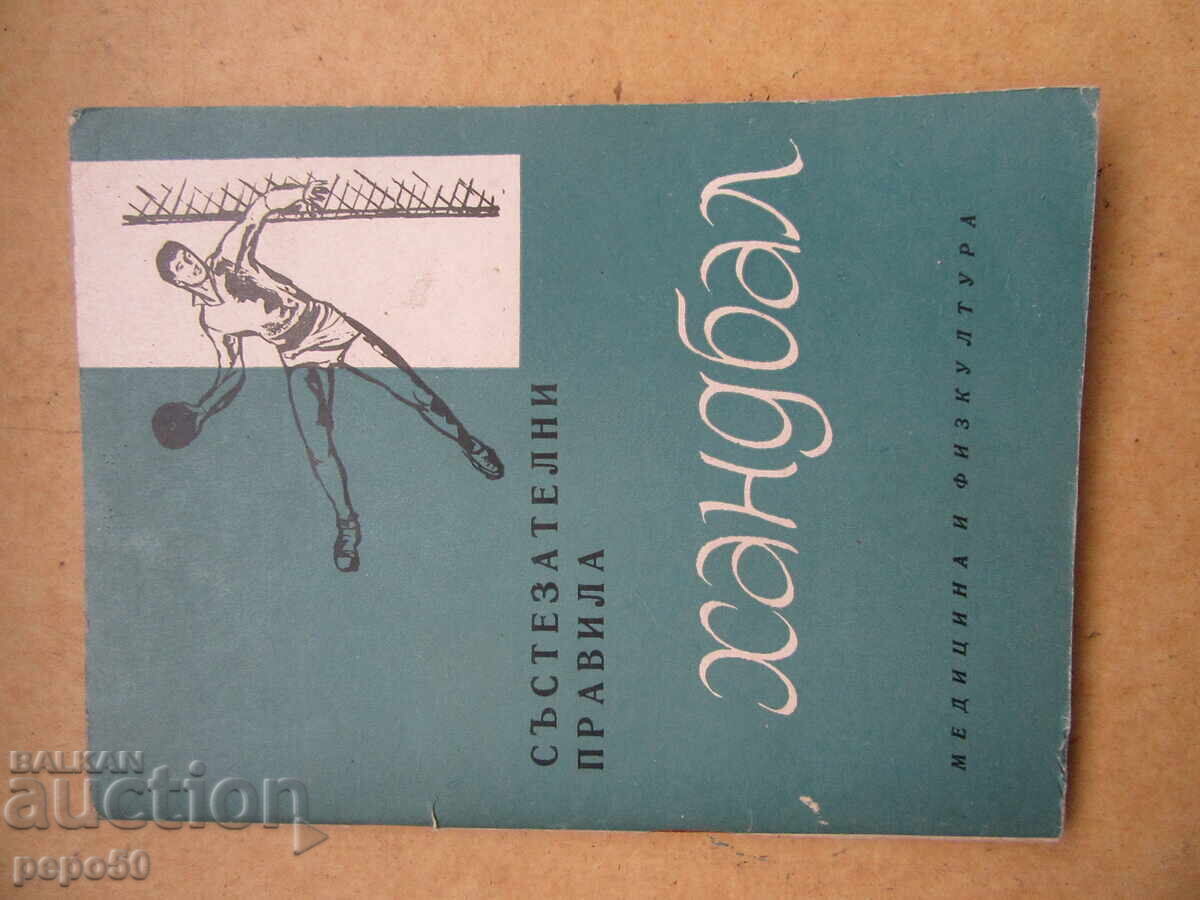 СЪСТЕЗАТЕЛНИ
ПРАВИЛА
хандбал
МЕДИЦИНА И ФИЗКУЛТУРА
BALKAN
auction
pepo50